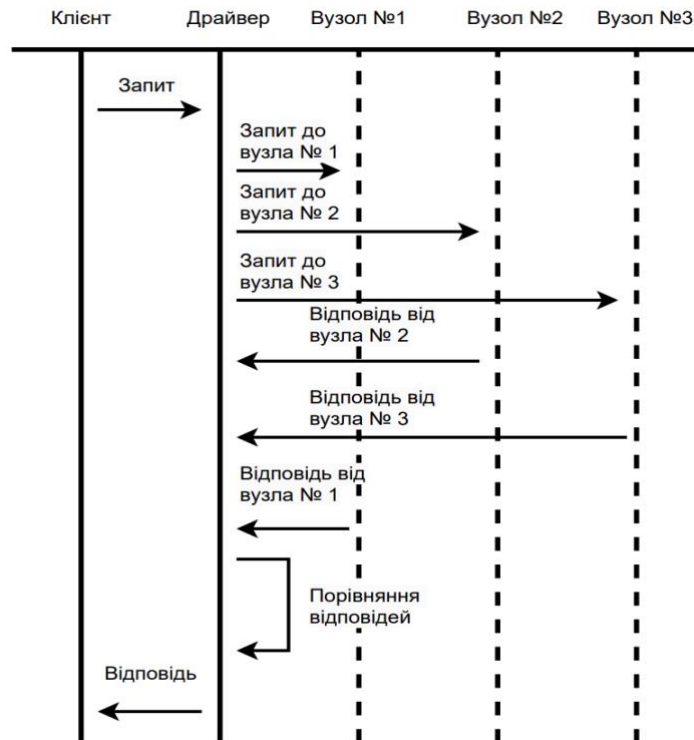 Клієнт Драйвер Вузол №1 Вузол №2 Вузол №3
Запит
Запит до
вузла № 1
Запит до
вузла № 2
Запит до
вузла № 3
Відповідь від
вузла № 2
Відповідь від
вузла № 3
Відповідь від
вузла № 1
Порівняння
відповідей
Відповідь